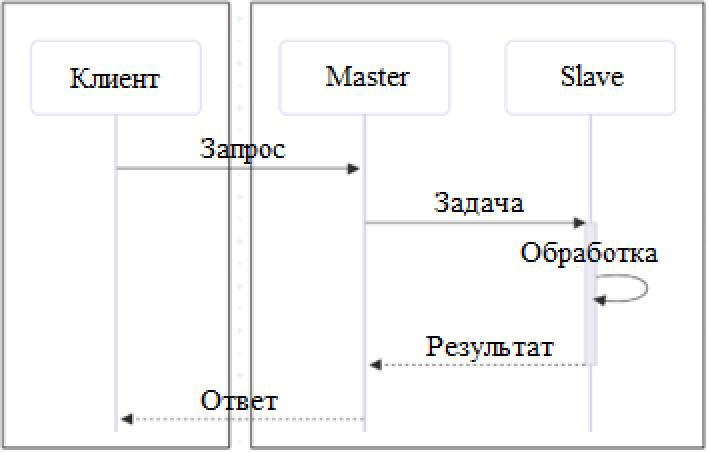 Клиент
Master
Slave
Запрос
Задача
Обработка
Результат
Ответ